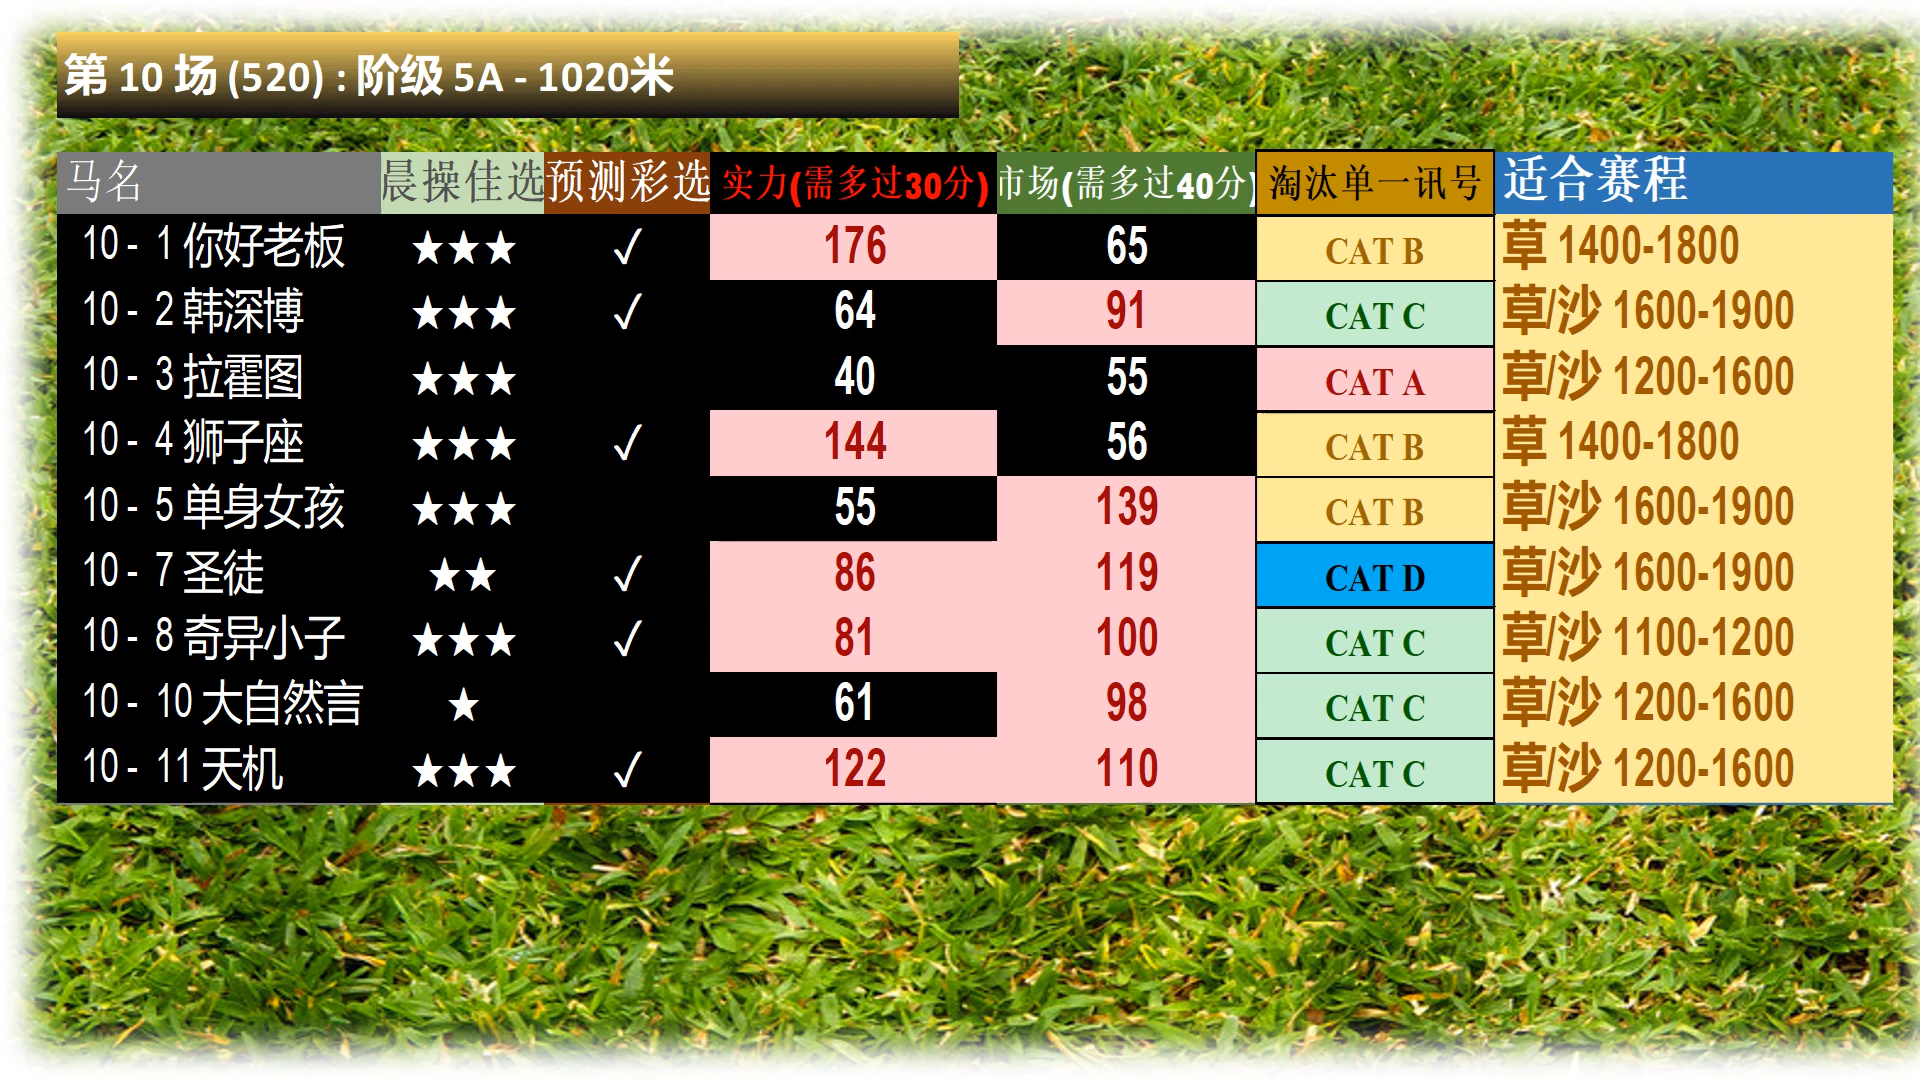 第 10 场 (520) : 阶级 5A - 1020米
马名 晨操佳选 预测彩选 实力(需多过30分) 市场(需多过40分) 淘汰单一讯号 适合赛程
10 - 1 你好老板 ★★★ √ 176 65 CAT B 草 1400-1800
10 - 2 韩深博 ★★★ √ 64 91 CAT C 草/沙 1600-1900
10 - 3 拉霍图 ★★★ 40 55 CAT A 草/沙 1200-1600
10 - 4 狮子座 ★★★ √ 144 56 CAT B 草 1400-1800
10 - 5 单身女孩 ★★★ 55 139 CAT B 草/沙 1600-1900
10 - 7 圣徒 ★★ √ 86 119 CAT D 草/沙 1600-1900
10 - 8 奇异小子 ★★★ √ 81 100 CAT C 草/沙 1100-1200
10 - 10 大自然言 ★ 61 98 CAT C 草/沙 1200-1600
10 - 11 天机 ★★★ √ 122 110 CAT C 草/沙 1200-1600